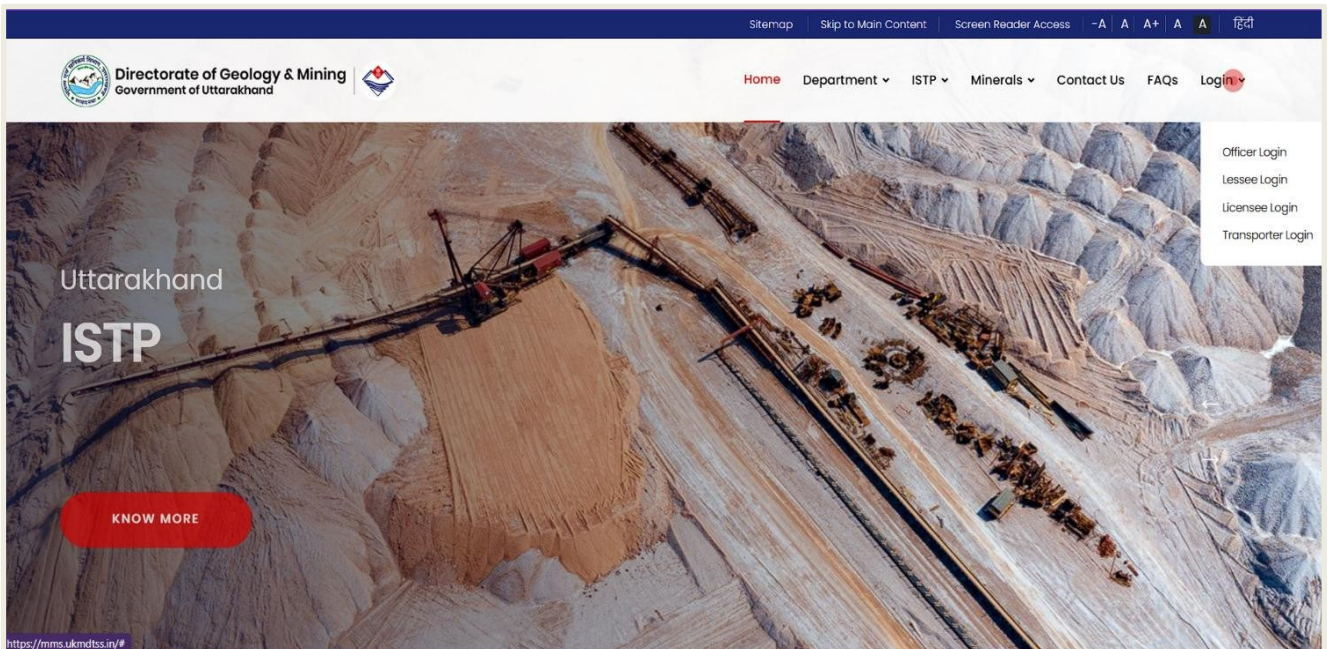 Sitemap Skip to Main Content Screen Reader Access -A A A+ A A हिंदी
Directorate of Geology & Mining
Government of Uttarakhand
Home Department ISTP Minerals Contact Us FAQs Login
Officer Login
Lessee Login
Licensee Login
Transporter Login
Uttarakhand
ISTP
KNOW MORE
https://mms.ukmdtss.in/#